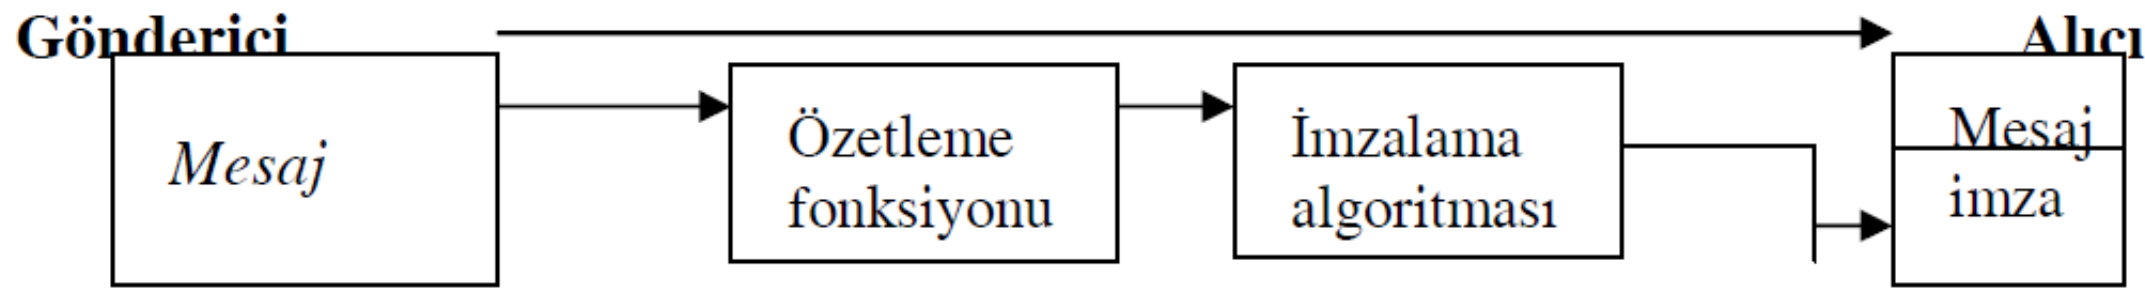 Gönderici
Alıcı
Mesaj
Özetleme
fonksiyonu
İmzalama
algoritması
Mesaj
imza